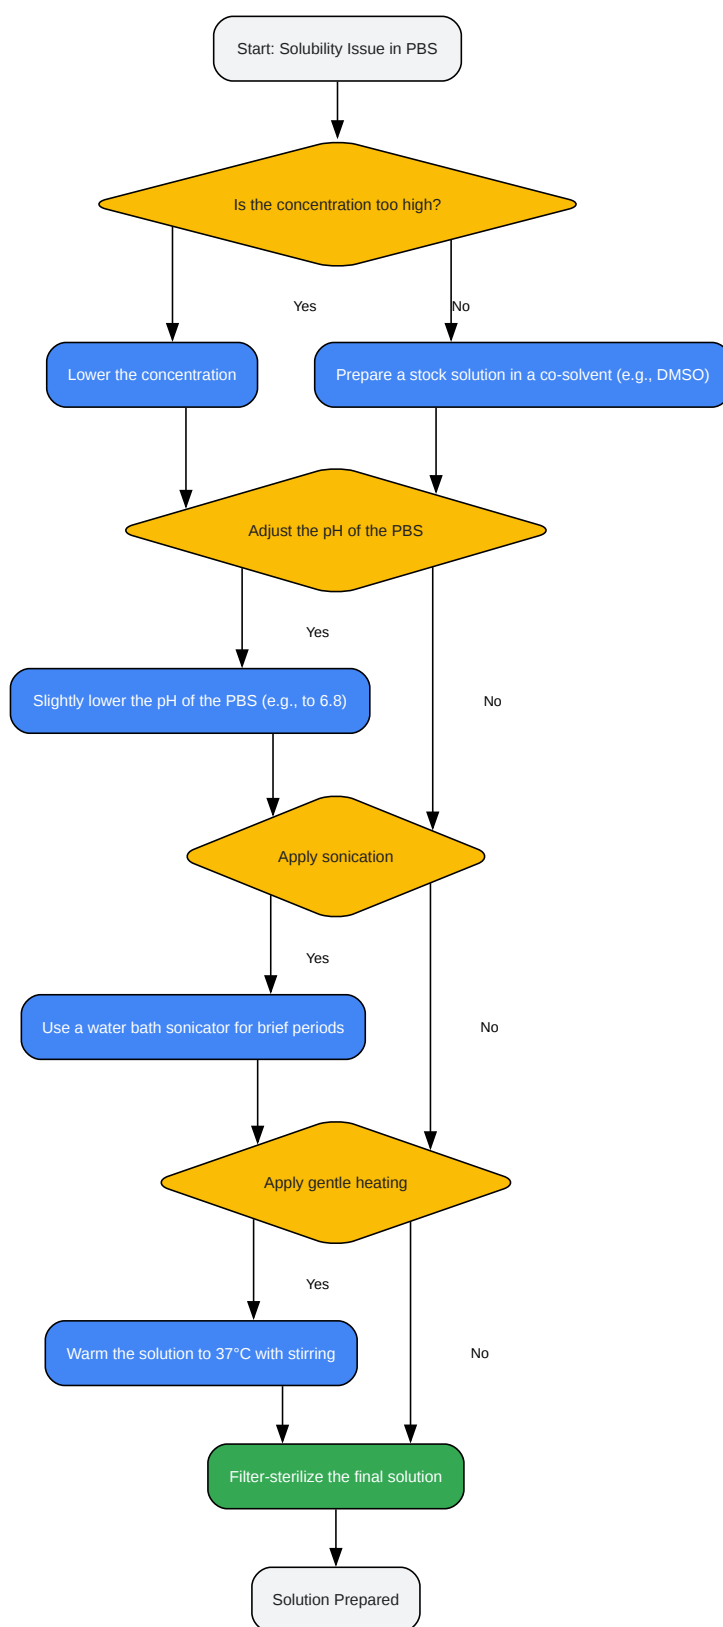 Start: Solubility Issue in PBS
Is the concentration too high?
Yes
No
Lower the concentration
Prepare a stock solution in a co-solvent (e.g., DMSO)
Adjust the pH of the PBS
Yes
Slightly lower the pH of the PBS (e.g., to 6.8)
No
Apply sonication
Yes
Use a water bath sonicator for brief periods
No
Apply gentle heating
Yes
Warm the solution to 37°C with stirring
No
Filter-sterilize the final solution
Solution Prepared